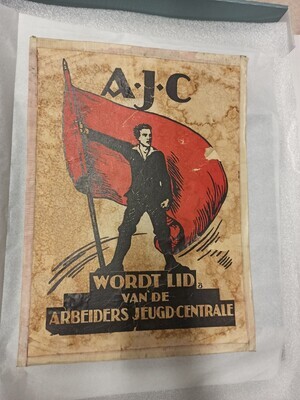 A·J·C
WORDT LID
VAN DE
ARBEIDERS JEUGD-CENTRALE